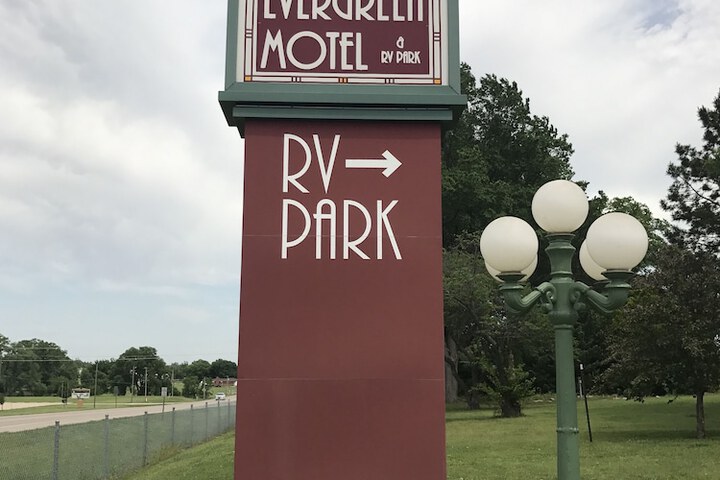 EVERGREEN
MOTEL &
RV PARK
RV →
PARK